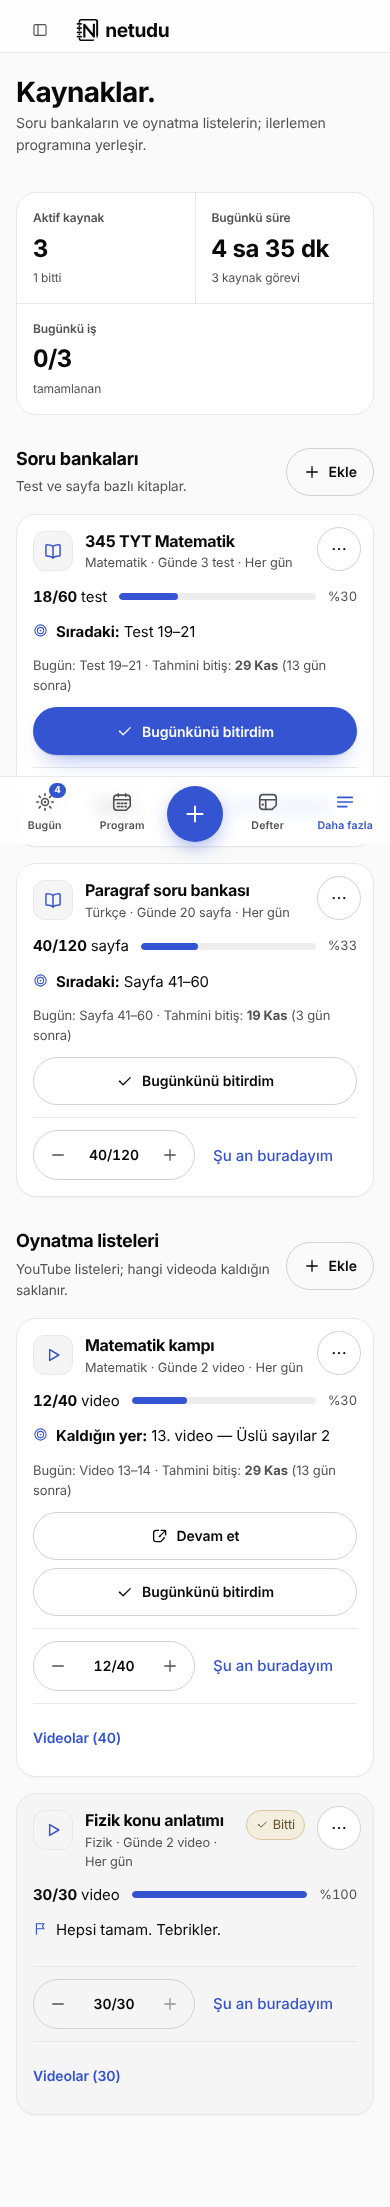 netudu
Kaynaklar.
Soru bankaların ve oynatma listelerin; ilerlemen
programına yerleşir.
Aktif kaynak
3
1 bitti
Bugünkü süre
4 sa 35 dk
3 kaynak görevi
Bugünkü iş
0/3
tamamlanan
Soru bankaları
Test ve sayfa bazlı kitaplar.
Ekle
345 TYT Matematik
Matematik · Günde 3 test · Her gün
18/60 test
%30
Sıradaki: Test 19–21
Bugün: Test 19–21 · Tahmini bitiş: 29 Kas (13 gün
sonra)
Bugünkünü bitirdim
4
Bugün
Program
Defter
Daha fazla
Paragraf soru bankası
Türkçe · Günde 20 sayfa · Her gün
40/120 sayfa
%33
Sıradaki: Sayfa 41–60
Bugün: Sayfa 41–60 · Tahmini bitiş: 19 Kas (3 gün
sonra)
Bugünkünü bitirdim
40/120
Şu an buradayım
Oynatma listeleri
YouTube listeleri; hangi videoda kaldığın
saklanır.
Ekle
Matematik kampı
Matematik · Günde 2 video · Her gün
12/40 video
%30
Kaldığın yer: 13. video — Üslü sayılar 2
Bugün: Video 13–14 · Tahmini bitiş: 29 Kas (13 gün
sonra)
Devam et
Bugünkünü bitirdim
12/40
Şu an buradayım
Videolar (40)
Fizik konu anlatımı
Fizik · Günde 2 video ·
Her gün
Bitti
30/30 video
%100
Hepsi tamam. Tebrikler.
30/30
Şu an buradayım
Videolar (30)